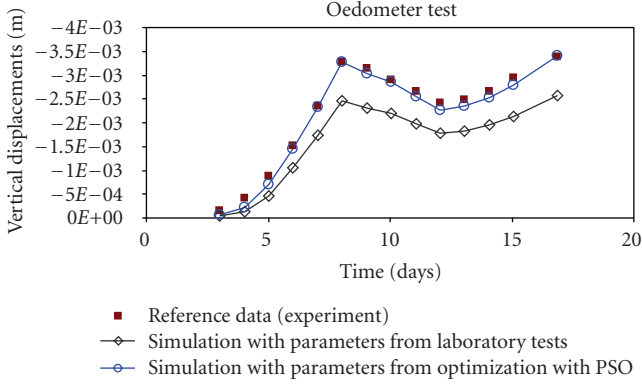 Oedometer test
Vertical displacements (m)
−4E−03
−3.5E−03
−3E−03
−2.5E−03
−2E−03
−1.5E−03
−1E−03
−5E−04
0E+00
0 5 10 15 20
Time (days)
Reference data (experiment)
Simulation with parameters from laboratory tests
Simulation with parameters from optimization with PSO